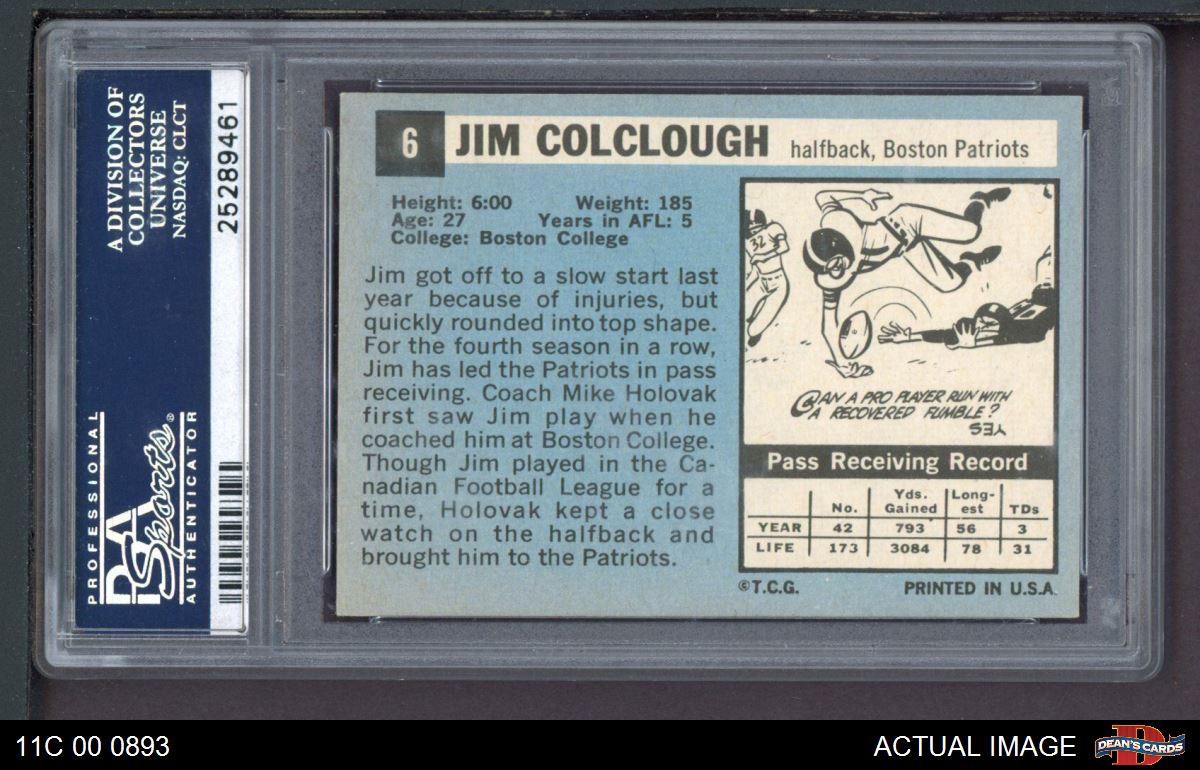 A DIVISION OF
COLLECTORS
UNIVERSE
NASDAQ: CLCT
25289461
PROFESSIONAL
PSA
Sports®
AUTHENTICATOR
6 JIM COLCLOUGH halfback, Boston Patriots
Height: 6:00 Weight: 185
Age: 27 Years in AFL: 5
College: Boston College
Jim got off to a slow start last
year because of injuries, but
quickly rounded into top shape.
For the fourth season in a row,
Jim has led the Patriots in pass
receiving. Coach Mike Holovak
first saw Jim play when he
coached him at Boston College.
Though Jim played in the Ca-
nadian Football League for a
time, Holovak kept a close
watch on the halfback and
brought him to the Patriots.
32
CAN A PRO PLAYER RUN WITH
A RECOVERED FUMBLE?
YES
Pass Receiving Record
No. Yds. Gained Long-est TDs
YEAR 42 793 56 3
LIFE 173 3084 78 31
©T.C.G. PRINTED IN U.S.A.
11C 00 0893
ACTUAL IMAGE
DEAN'S CARDS